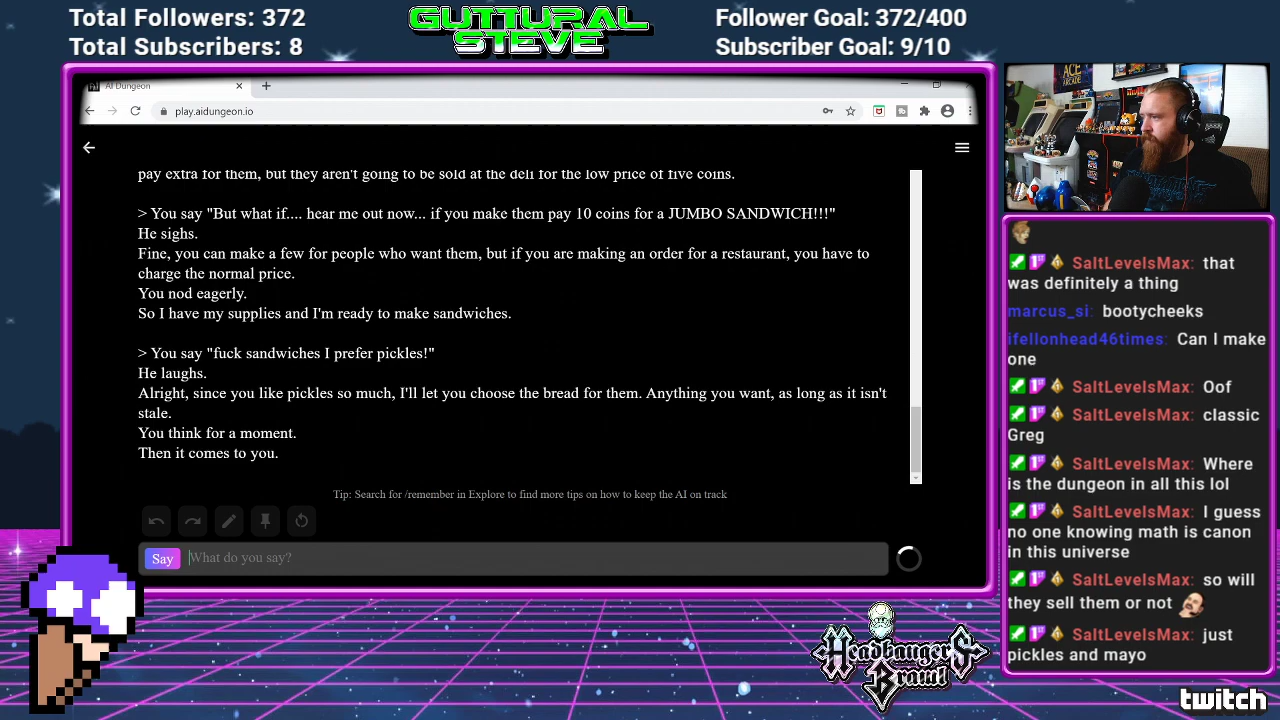 Total Followers: 372
Total Subscribers: 8
GUTTURAL
STEVE
Follower Goal: 372/400
Subscriber Goal: 9/10
AI Dungeon
play.aidungeon.io
pay extra for them, but they aren't going to be sold at the deli for the low price of five coins.
> You say "But what if.... hear me out now... if you make them pay 10 coins for a JUMBO SANDWICH!!!"
He sighs.
Fine, you can make a few for people who want them, but if you are making an order for a restaurant, you have to
charge the normal price.
You nod eagerly.
So I have my supplies and I'm ready to make sandwiches.
> You say "fuck sandwiches I prefer pickles!"
He laughs.
Alright, since you like pickles so much, I'll let you choose the bread for them. Anything you want, as long as it isn't
stale.
You think for a moment.
Then it comes to you.
Tip: Search for /remember in Explore to find more tips on how to keep the AI on track
Say
What do you say?
ACE
ARCADE
SaltLevelsMax: that
was definitely a thing
marcus_si: bootycheeks
ifellonhead46times: Can I make
one
SaltLevelsMax: Oof
SaltLevelsMax: classic
Greg
SaltLevelsMax: Where
is the dungeon in all this lol
SaltLevelsMax: I guess
no one knowing math is canon
in this universe
SaltLevelsMax: so will
they sell them or not
SaltLevelsMax: just
pickles and mayo
Headbangers
Brawl
twitch